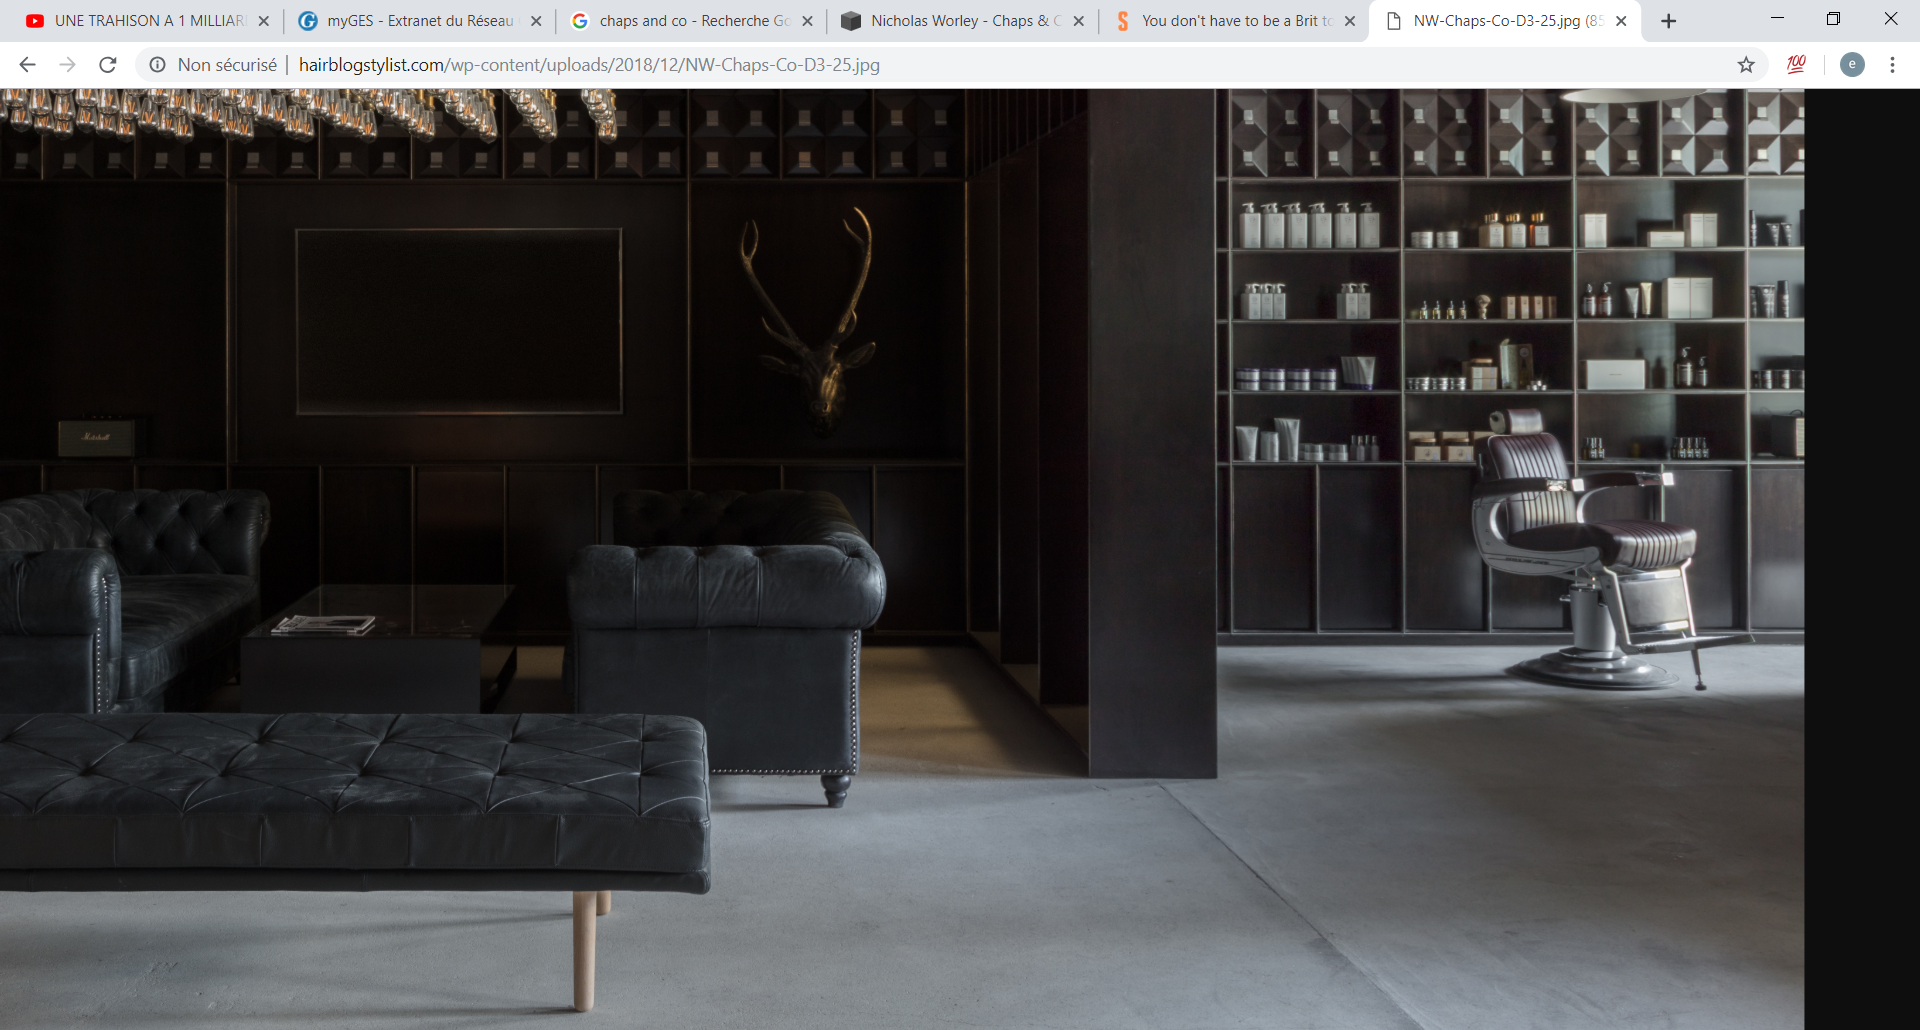 UNE TRAHISON A 1 MILLIAR
myGES - Extranet du Réseau
chaps and co - Recherche Go
Nicholas Worley - Chaps & C
You don't have to be a Brit to
NW-Chaps-Co-D3-25.jpg (85
Non sécurisé
hairblogstylist.com/wp-content/uploads/2018/12/NW-Chaps-Co-D3-25.jpg
100
e
Marshall